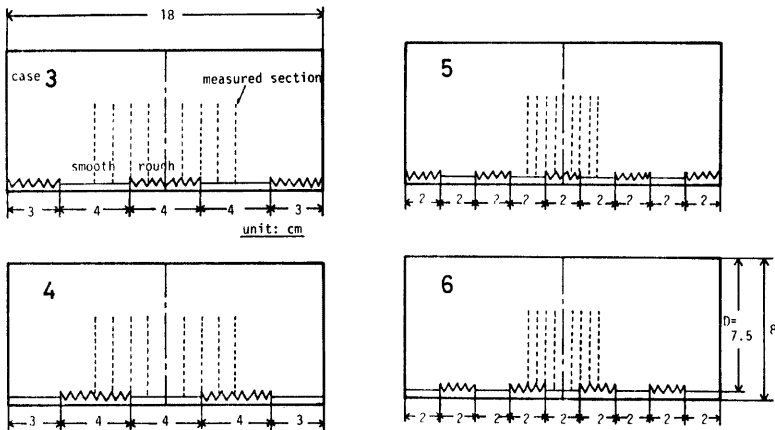 18
case 3
measured section
smooth rough
3 4 4 4 3
unit: cm
5
2 2 2 2 2 2 2 2 2
4
3 4 4 4 3
6
D=
7.5
8
2 2 2 2 2 2 2 2 2